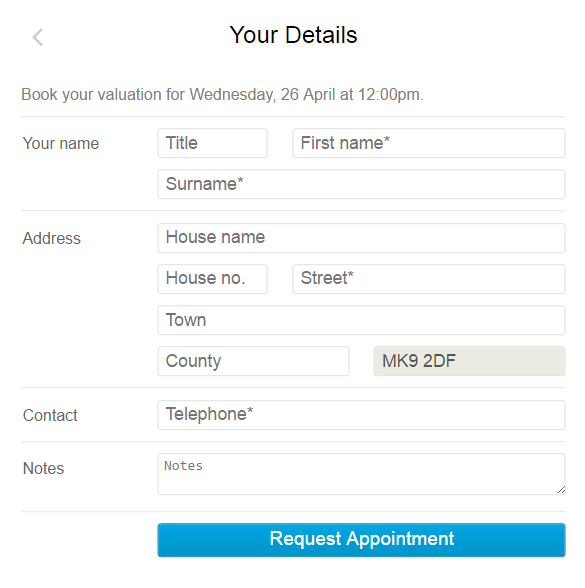 Your Details
Book your valuation for Wednesday, 26 April at 12:00pm.
Your name Title First name*
Surname*
Address House name
House no. Street*
Town
County MK9 2DF
Contact Telephone*
Notes Notes
Request Appointment